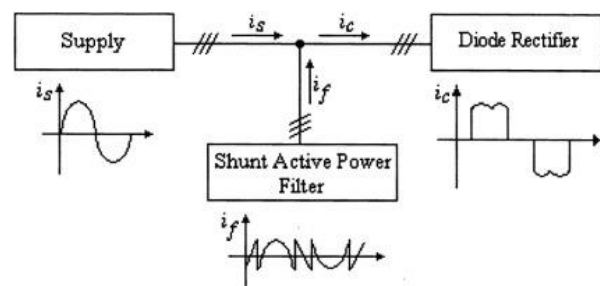 Supply
i_s
i_c
Diode Rectifier
i_f
i_s
i_c
Shunt Active Power
Filter
i_f